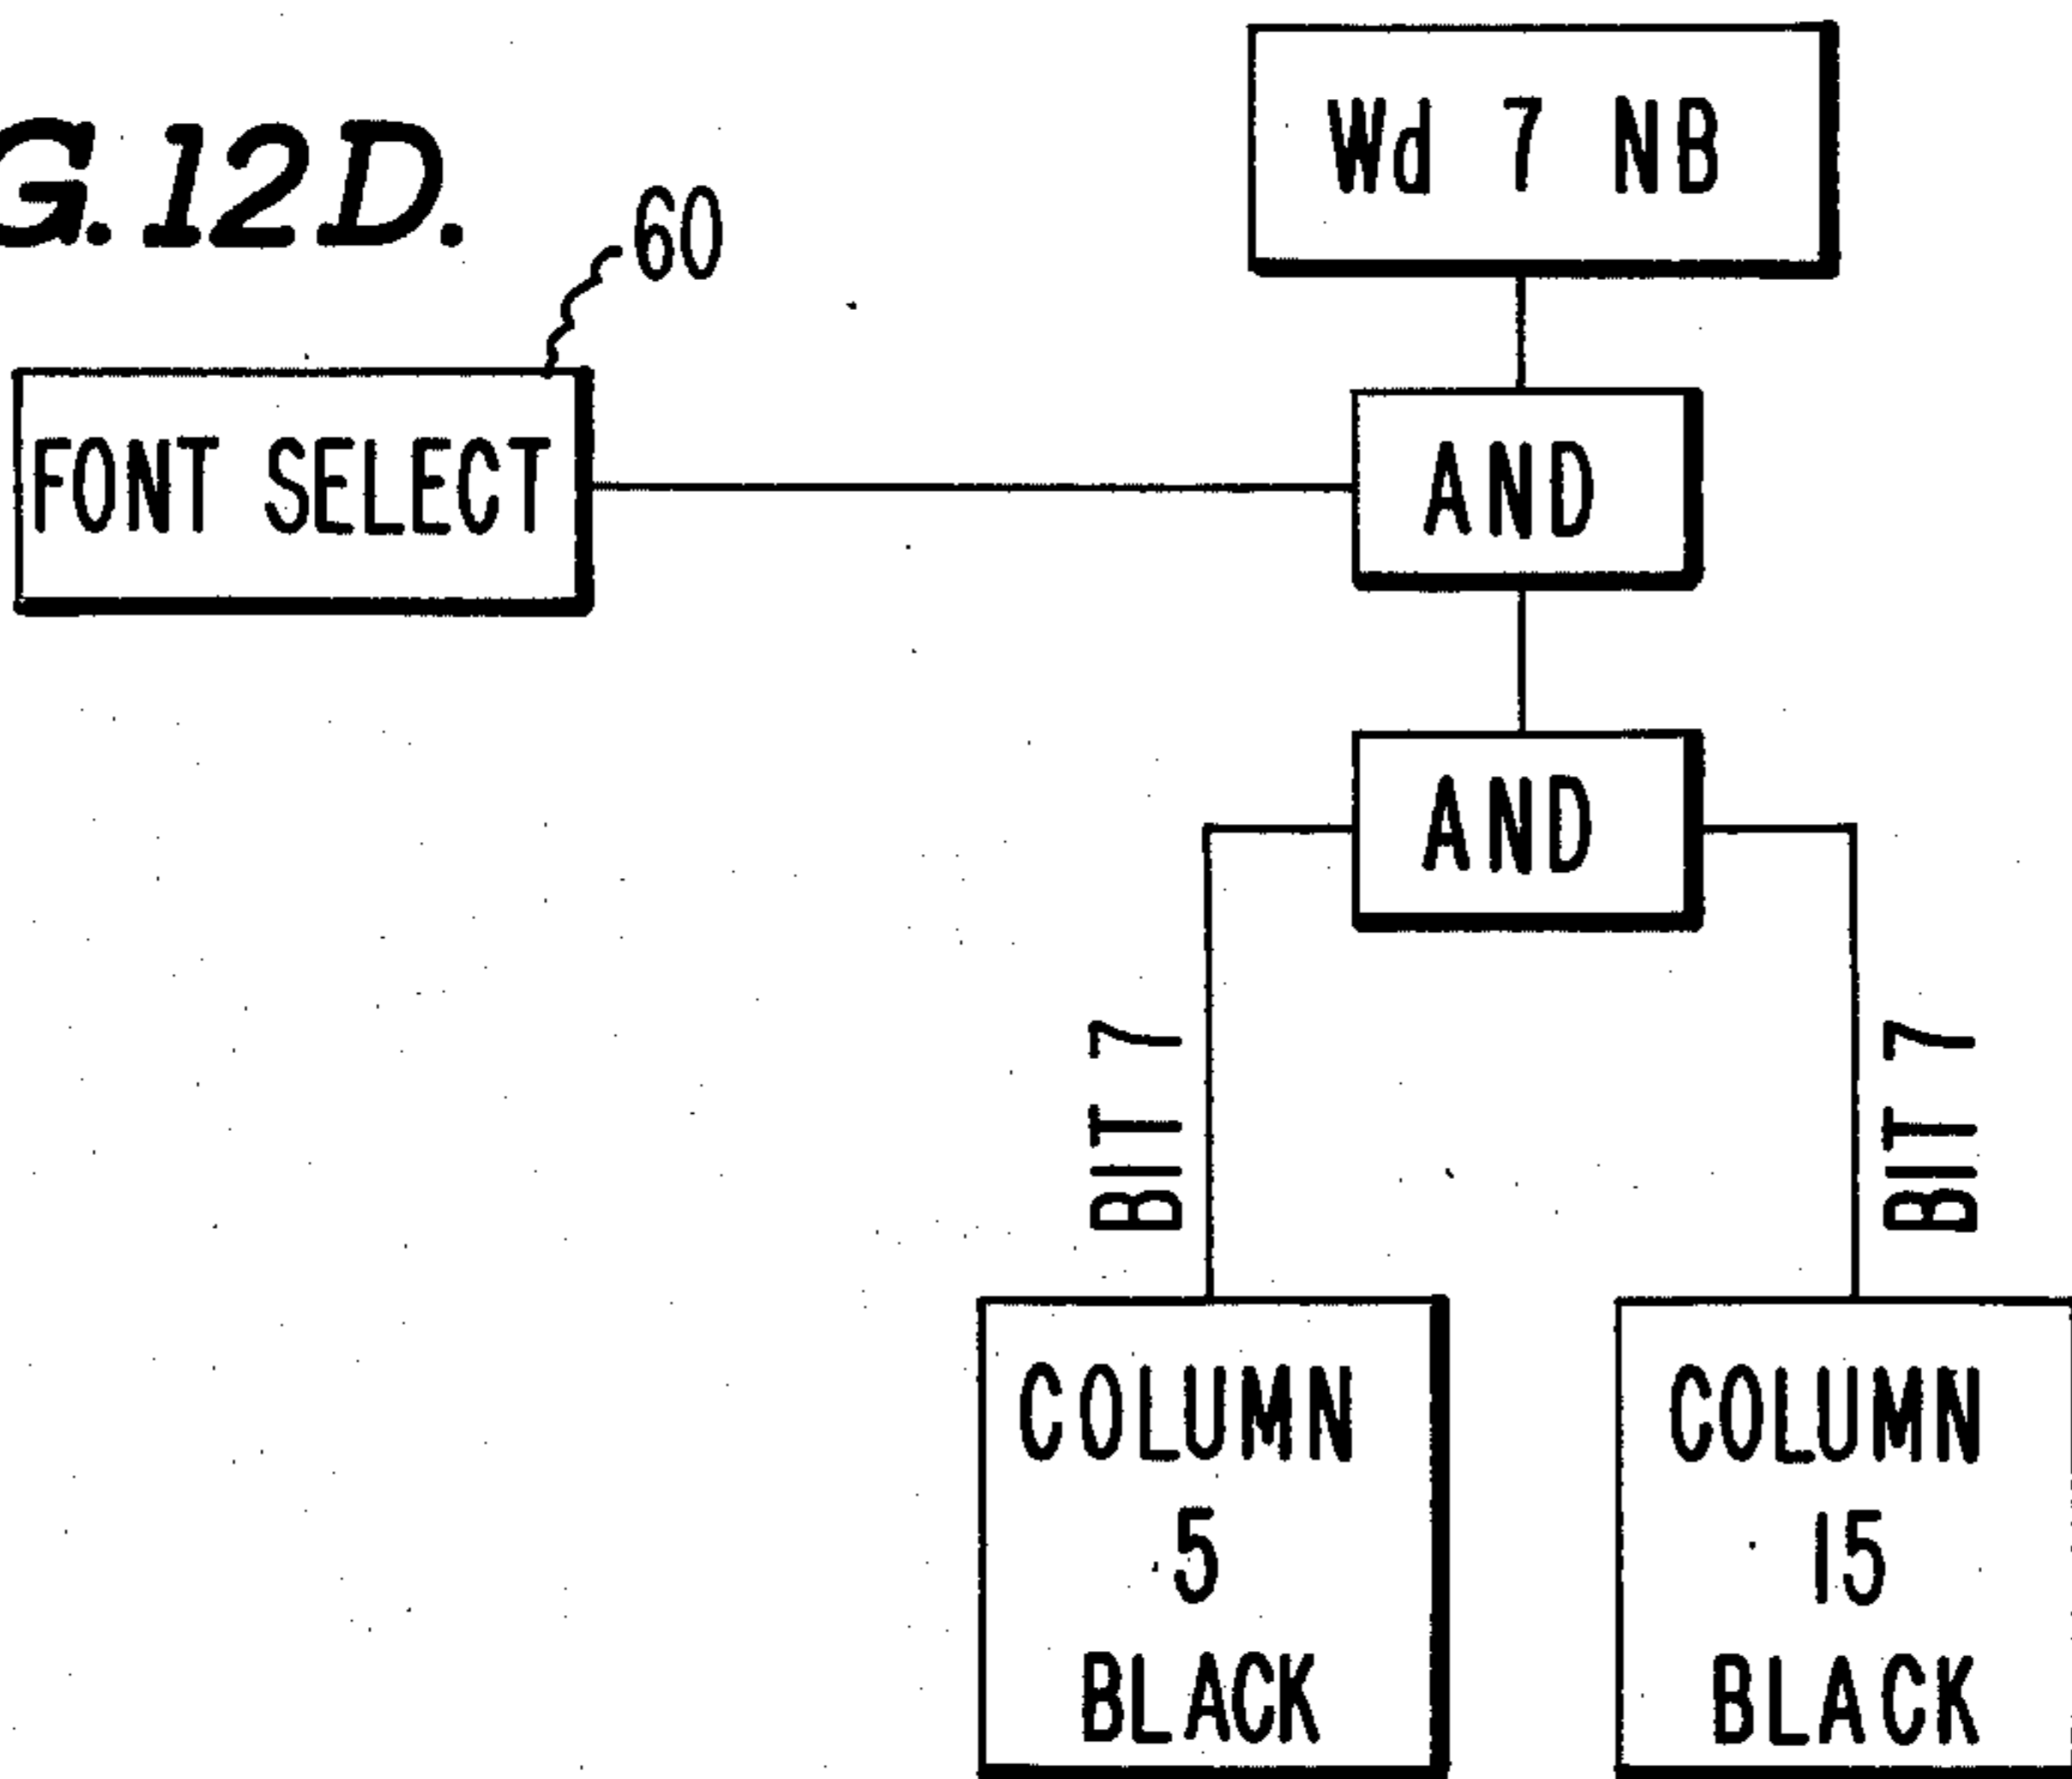 G. 12D.
60
Wd 7 NB
FONT SELECT
AND
AND
BIT 7
BIT 7
COLUMN
5
BLACK
COLUMN
15
BLACK